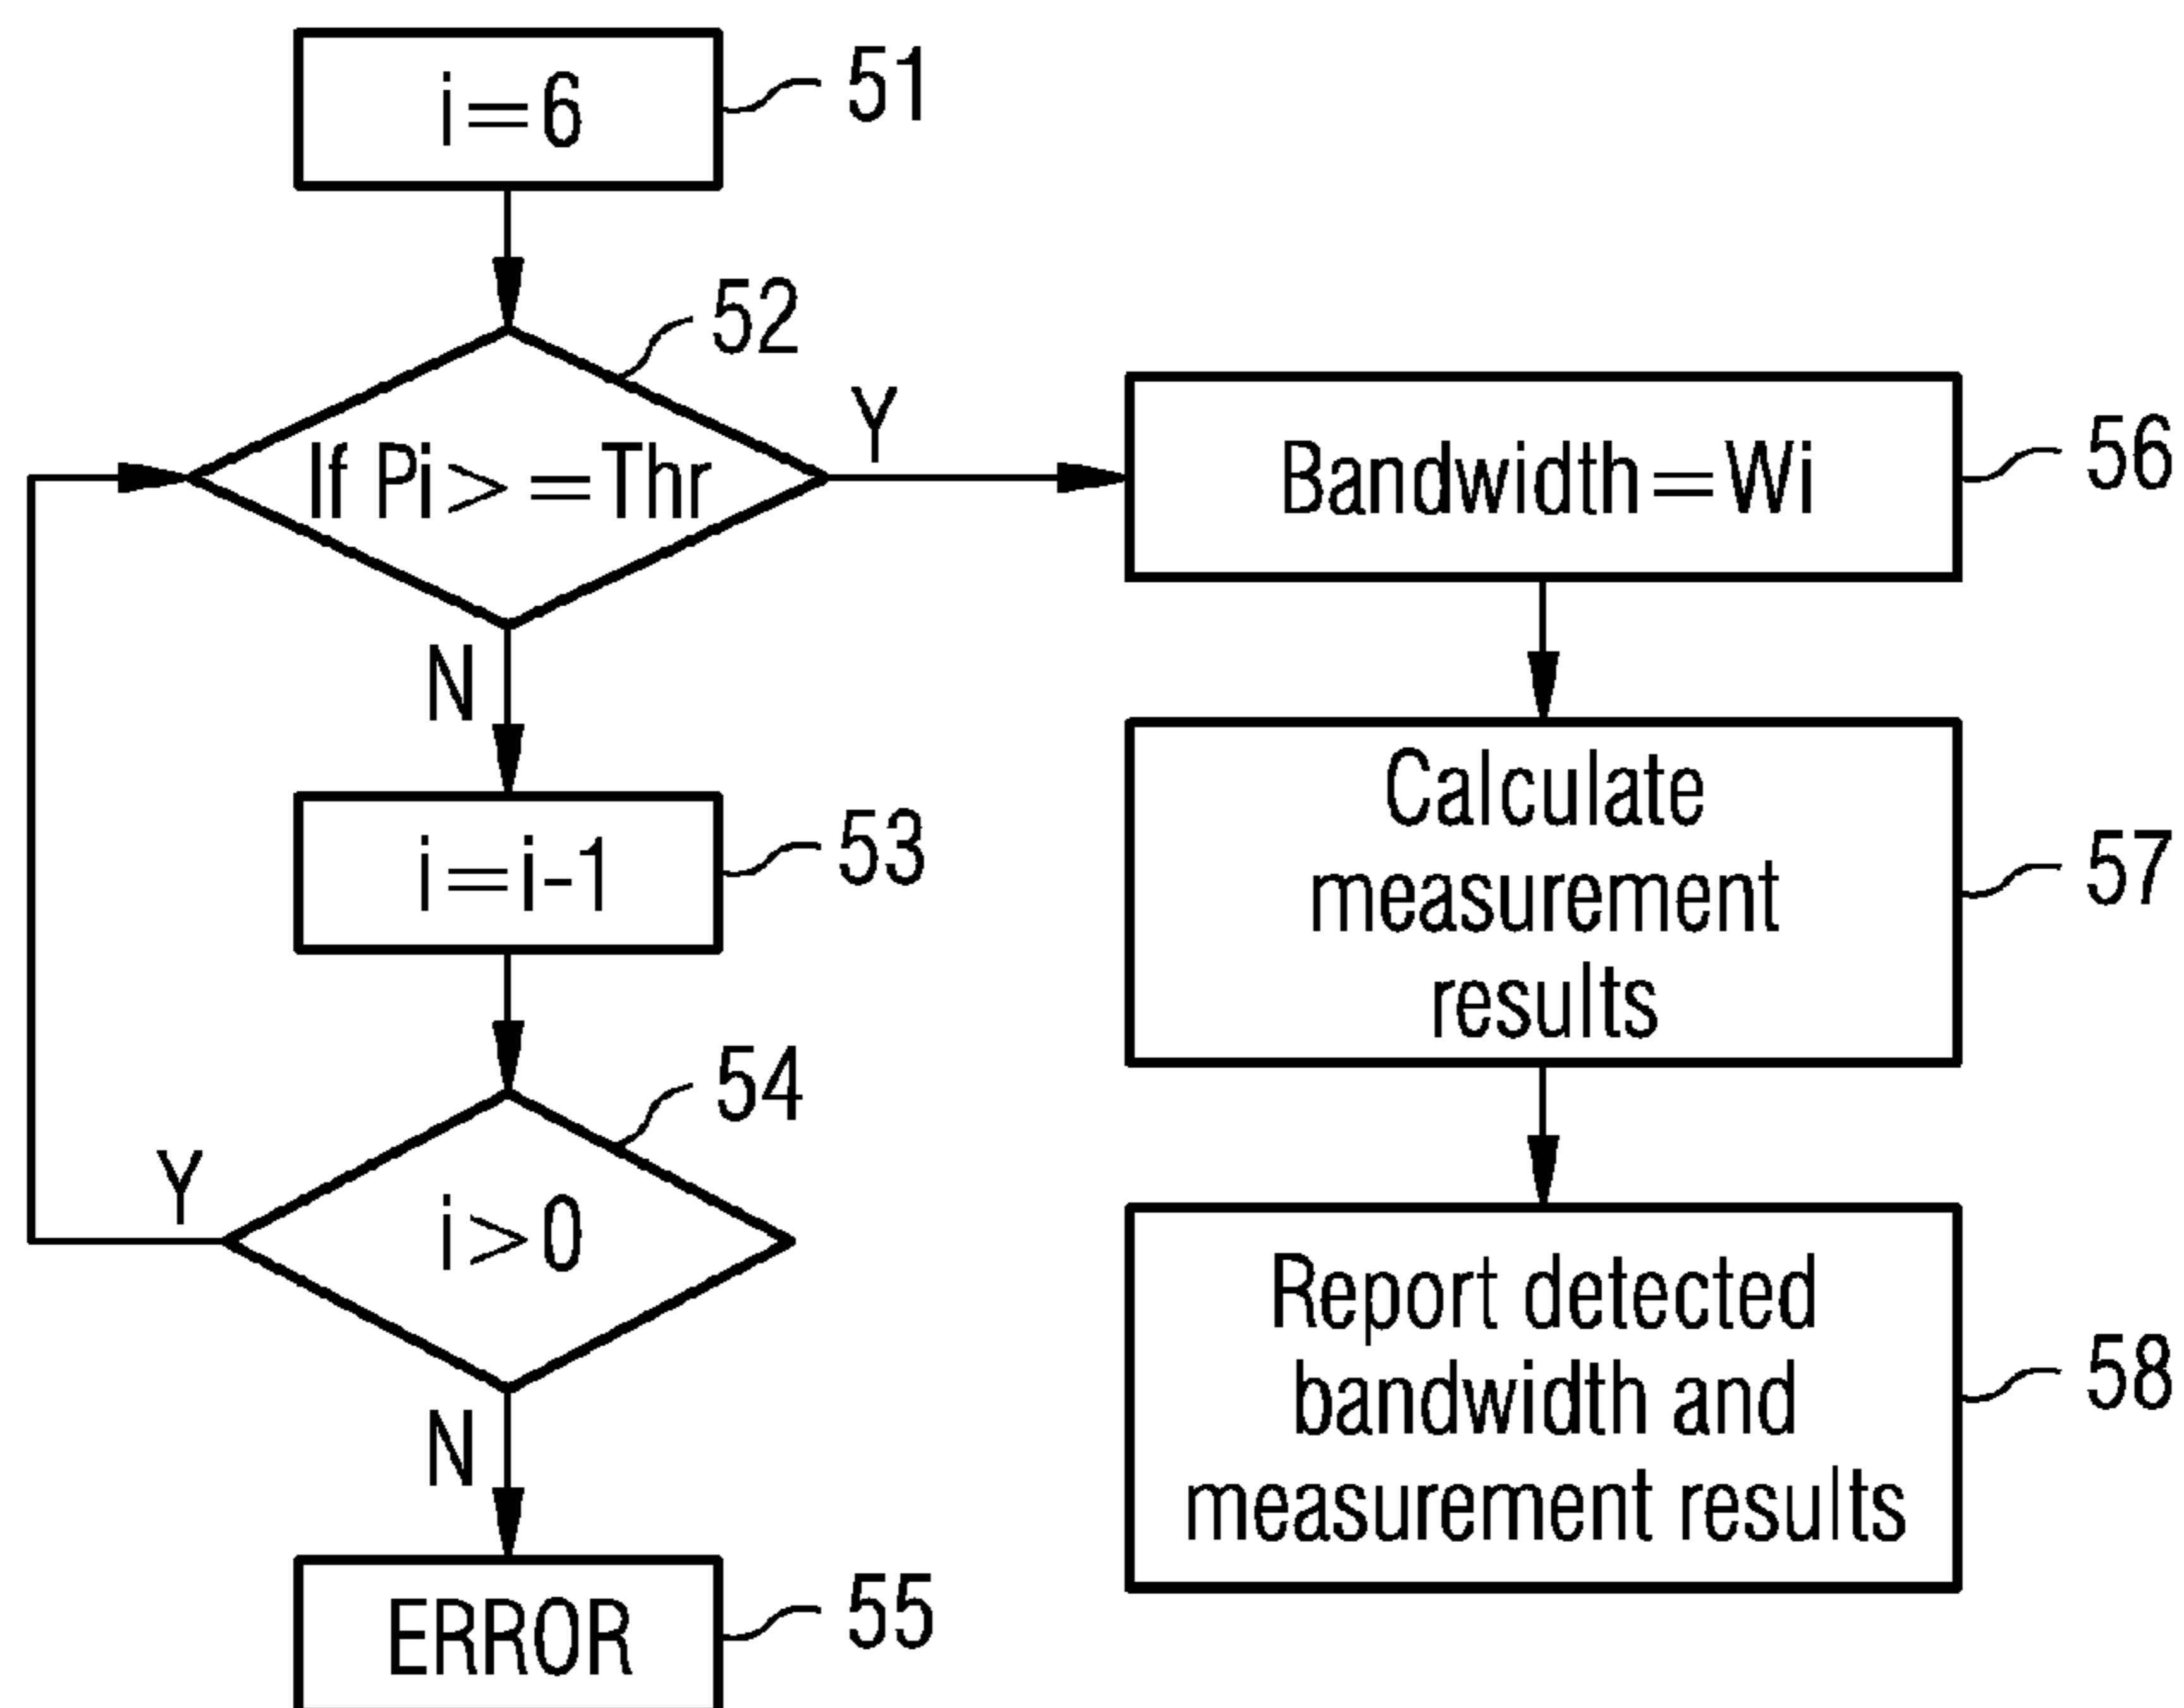 i=6
51
52
If Pi>=Thr
Y
N
i=i-1
53
54
i>0
Y
N
ERROR
55
Bandwidth=Wi
56
Calculate
measurement
results
57
Report detected
bandwidth and
measurement results
58